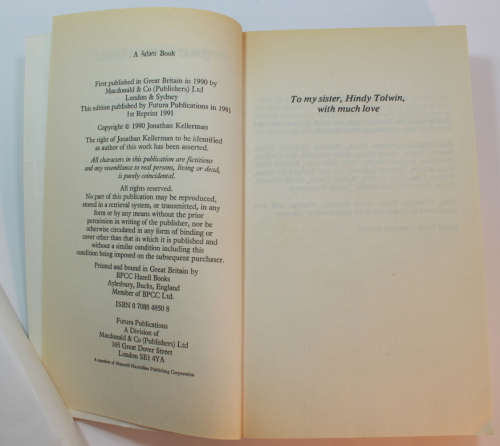 A Futura Book
First published in Great Britain in 1990 by
Macdonald & Co (Publishers) Ltd
London & Sydney
This edition published by Futura Publications in 1991
1st Reprint 1991
Copyright © 1990 Jonathan Kellerman
The right of Jonathan Kellerman to be identified
as author of this work has been asserted.
All characters in this publication are fictitious
and any resemblance to real persons, living or dead,
is purely coincidental.
All rights reserved.
No part of this publication may be reproduced,
stored in a retrieval system, or transmitted, in any
form or by any means without the prior
permission in writing of the publisher, nor be
otherwise circulated in any form of binding or
cover other than that in which it is published and
without a similar condition including this
condition being imposed on the subsequent purchaser.
Printed and bound in Great Britain by
BPCC Hazell Books
Aylesbury, Bucks, England
Member of BPCC Ltd.
ISBN 0 7088 4850 8
Futura Publications
A Division of
Macdonald & Co (Publishers) Ltd
165 Great Dover Street
London SE1 4YA
A member of Maxwell Macmillan Publishing Corporation
To my sister, Hindy Tolwin,
with much love